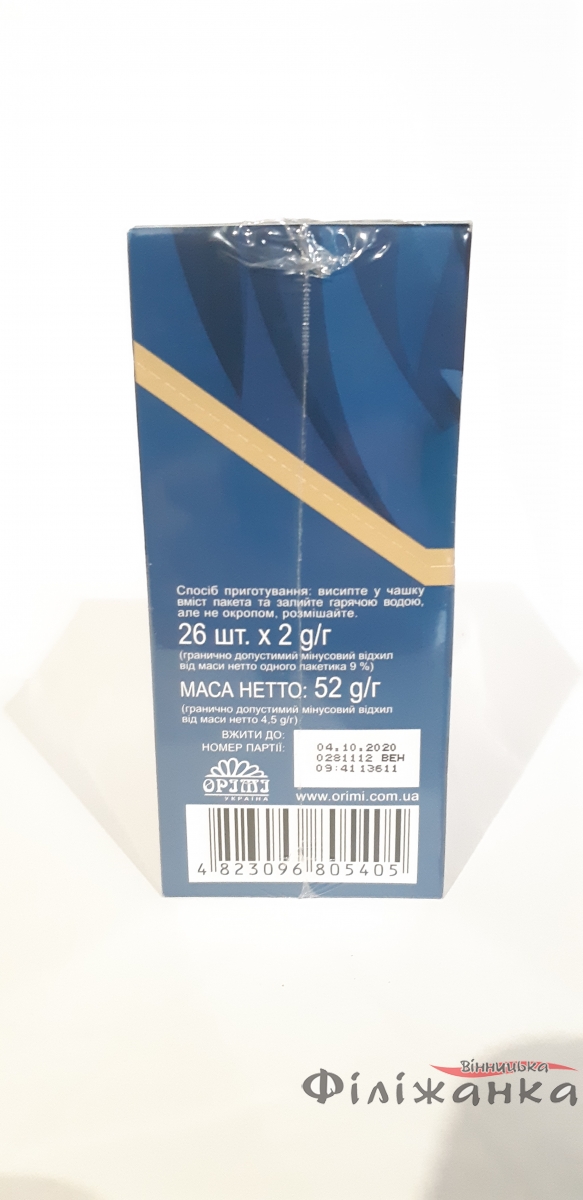 Спосіб приготування: висипте у чашку
вміст пакета та залийте гарячою водою,
але не окропом, розмішайте.
26 шт. x 2 g/г
(гранично допустимий мінусовий відхил
від маси нетто одного пакетика 9 %)
МАСА НЕТТО: 52 g/г
(гранично допустимий мінусовий відхил
від маси нетто 4,5 g/г)
ВЖИТИ ДО: 04.10.2020
НОМЕР ПАРТІЇ: 0281112 ВЕН
09:41 13611
ОРІМІ
УКРАЇНА
www.orimi.com.ua
4 823096 805405
Вінницька
Філіжанка